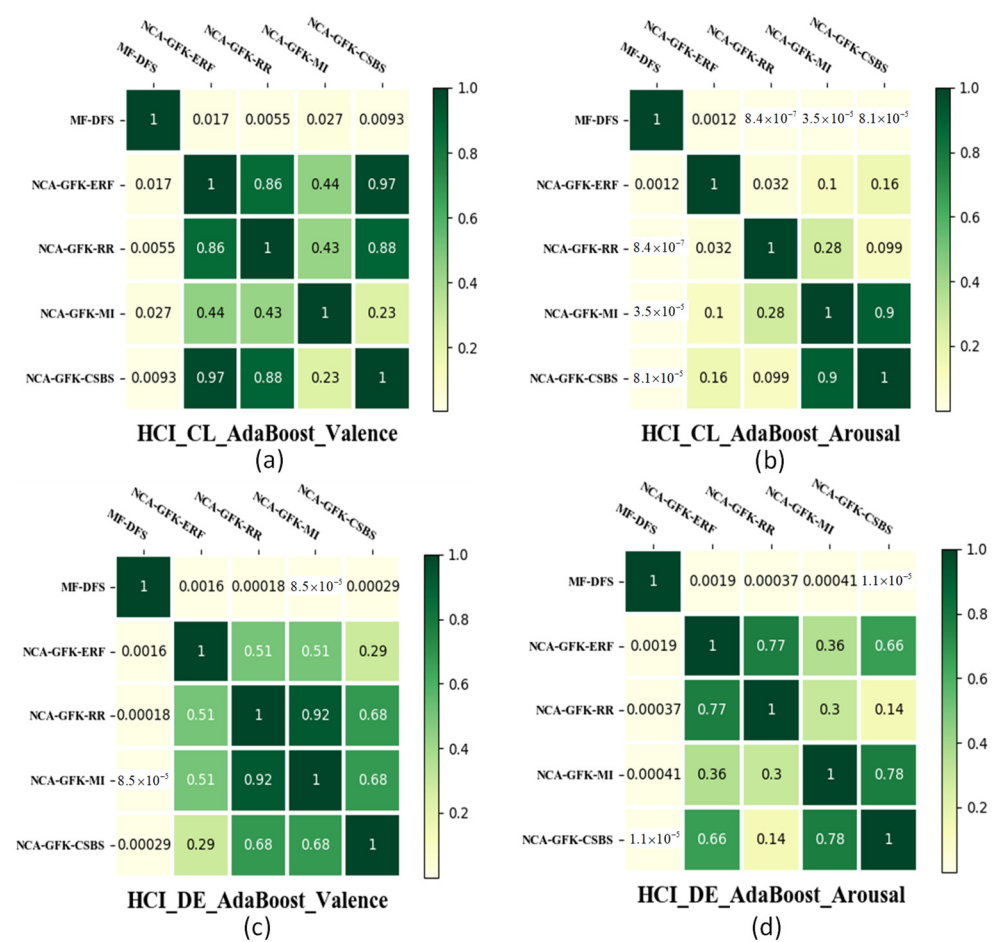 (a)
MF-DFS
NCA-GFK-ERF
NCA-GFK-RR
NCA-GFK-MI
NCA-GFK-CSBS
MF-DFS 1 0.017 0.0055 0.027 0.0093
NCA-GFK-ERF 0.017 1 0.86 0.44 0.97
NCA-GFK-RR 0.0055 0.86 1 0.43 0.88
NCA-GFK-MI 0.027 0.44 0.43 1 0.23
NCA-GFK-CSBS 0.0093 0.97 0.88 0.23 1
1.0
0.8
0.6
0.4
0.2
HCI_CL_AdaBoost_Valence
(a)
(b)
MF-DFS
NCA-GFK-ERF
NCA-GFK-RR
NCA-GFK-MI
NCA-GFK-CSBS
MF-DFS 1 0.0012 8.4×10⁻⁷ 3.5×10⁻⁵ 8.1×10⁻⁵
NCA-GFK-ERF 0.0012 1 0.032 0.1 0.16
NCA-GFK-RR 8.4×10⁻⁷ 0.032 1 0.28 0.099
NCA-GFK-MI 3.5×10⁻⁵ 0.1 0.28 1 0.9
NCA-GFK-CSBS 8.1×10⁻⁵ 0.16 0.099 0.9 1
1.0
0.8
0.6
0.4
0.2
HCI_CL_AdaBoost_Arousal
(b)
MF-DFS
NCA-GFK-ERF
NCA-GFK-RR
NCA-GFK-MI
NCA-GFK-CSBS
MF-DFS 1 0.0016 0.00018 8.5×10⁻⁵ 0.00029
NCA-GFK-ERF 0.0016 1 0.51 0.51 0.29
NCA-GFK-RR 0.00018 0.51 1 0.92 0.68
NCA-GFK-MI 8.5×10⁻⁵ 0.51 0.92 1 0.68
NCA-GFK-CSBS 0.00029 0.29 0.68 0.68 1
1.0
0.8
0.6
0.4
0.2
HCI_DE_AdaBoost_Valence
(c)
MF-DFS
NCA-GFK-ERF
NCA-GFK-RR
NCA-GFK-MI
NCA-GFK-CSBS
MF-DFS 1 0.0019 0.00037 0.00041 1.1×10⁻⁵
NCA-GFK-ERF 0.0019 1 0.77 0.36 0.66
NCA-GFK-RR 0.00037 0.77 1 0.3 0.14
NCA-GFK-MI 0.00041 0.36 0.3 1 0.78
NCA-GFK-CSBS 1.1×10⁻⁵ 0.66 0.14 0.78 1
1.0
0.8
0.6
0.4
0.2
HCI_DE_AdaBoost_Arousal
(d)